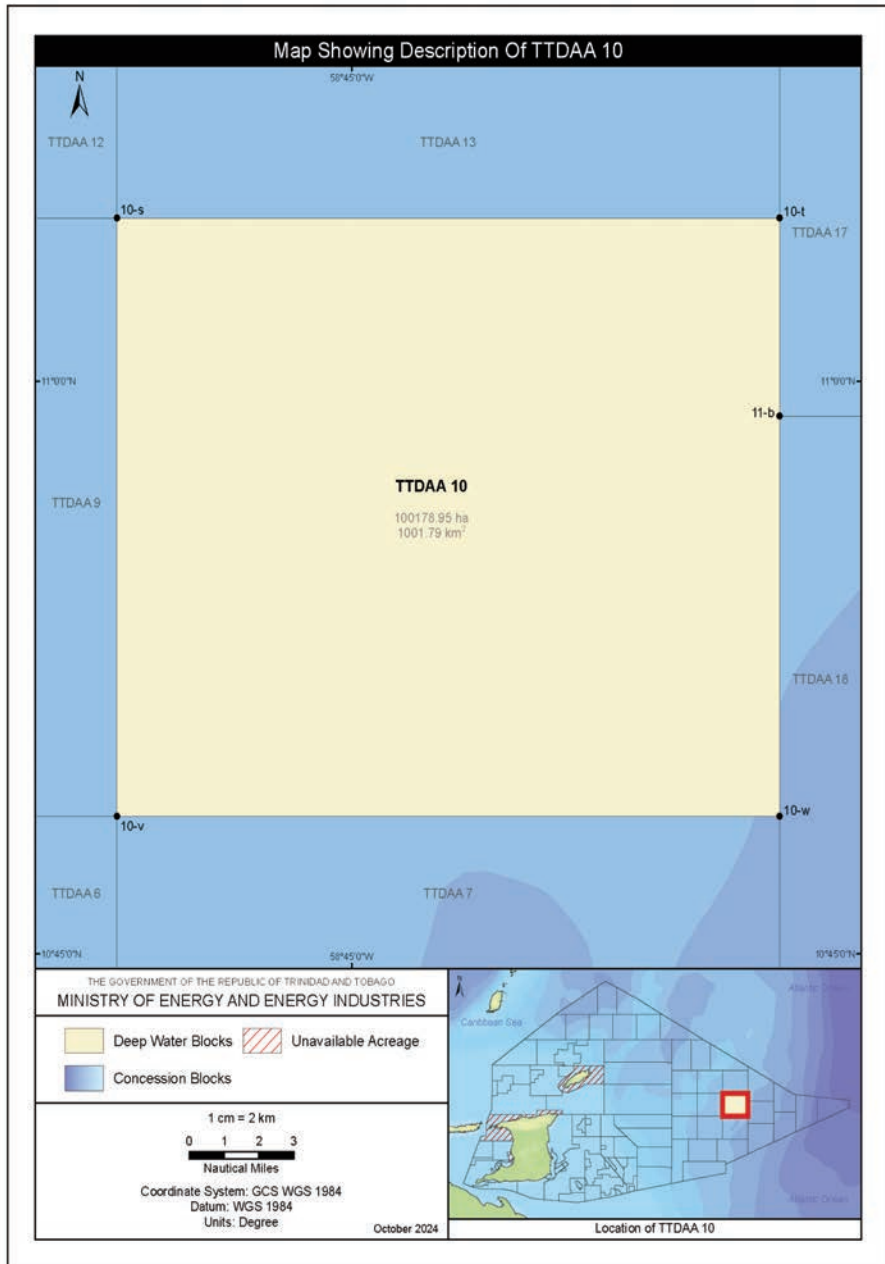 Map Showing Description Of TTDAA 10
N
58°45'0"W
TTDAA 12
TTDAA 13
10-s
10-t
TTDAA 17
11°0'0"N
11°0'0"N
11-b
TTDAA 10
TTDAA 9
100178.95 ha
1001.79 km²
TTDAA 18
10-v
10-w
TTDAA 6
TTDAA 7
10°45'0"N
58°45'0"W
10°45'0"N
THE GOVERNMENT OF THE REPUBLIC OF TRINIDAD AND TOBAGO
MINISTRY OF ENERGY AND ENERGY INDUSTRIES
Deep Water Blocks
Unavailable Acreage
Concession Blocks
1 cm = 2 km
0 1 2 3
Nautical Miles
Coordinate System: GCS WGS 1984
Datum: WGS 1984
Units: Degree
October 2024
N
Atlantic Ocean
Caribbean Sea
Atlantic Ocean
Location of TTDAA 10